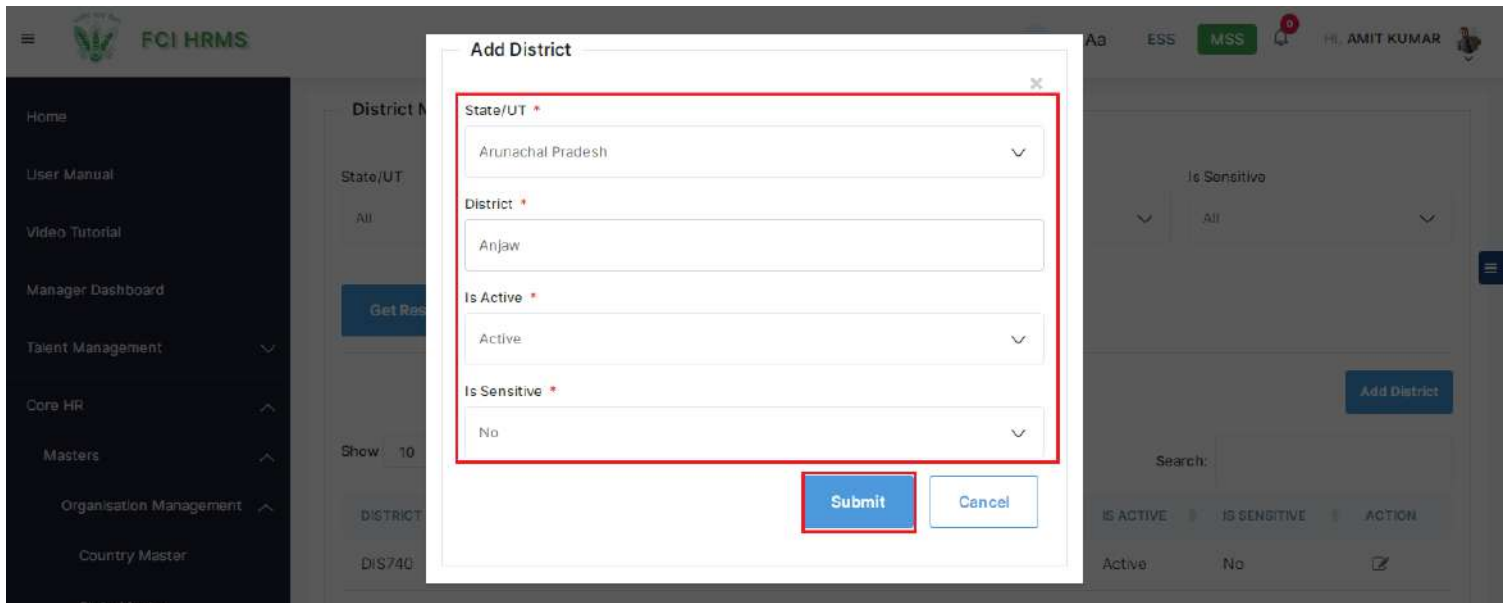 FCI HRMS
Aa ESS MSS 0 Hi, AMIT KUMAR
Home
User Manual
Video Tutorial
Manager Dashboard
Talent Management
Core HR
Masters
Organisation Management
Country Master
District M
State/UT
All
Is Sensitive
All
Get Res
Add District
Show 10
Search:
DISTRICT IS ACTIVE IS SENSITIVE ACTION
DIS740 Active No
Add District
×
State/UT *
Arunachal Pradesh
District *
Anjaw
Is Active *
Active
Is Sensitive *
No
Submit Cancel